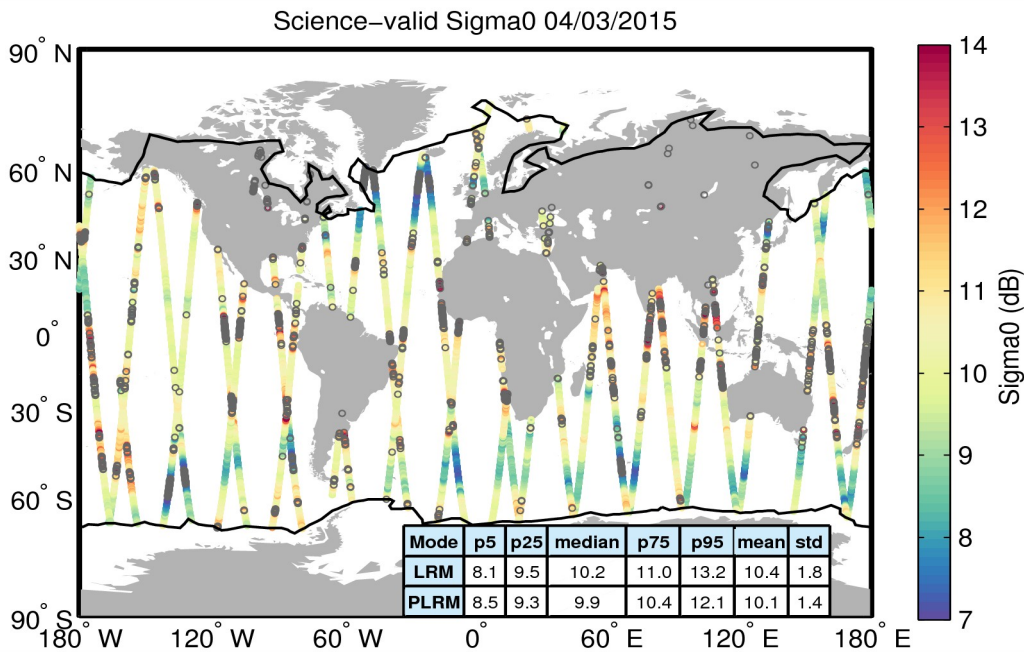 Science−valid Sigma0 04/03/2015
90° N
60° N
30° N
0°
30° S
60° S
90° S
180° W
120° W
60° W
0°
60° E
120° E
180° E
Mode p5 p25 median p75 p95 mean std
LRM 8.1 9.5 10.2 11.0 13.2 10.4 1.8
PLRM 8.5 9.3 9.9 10.4 12.1 10.1 1.4
14
13
12
11
10
9
8
7
Sigma0 (dB)